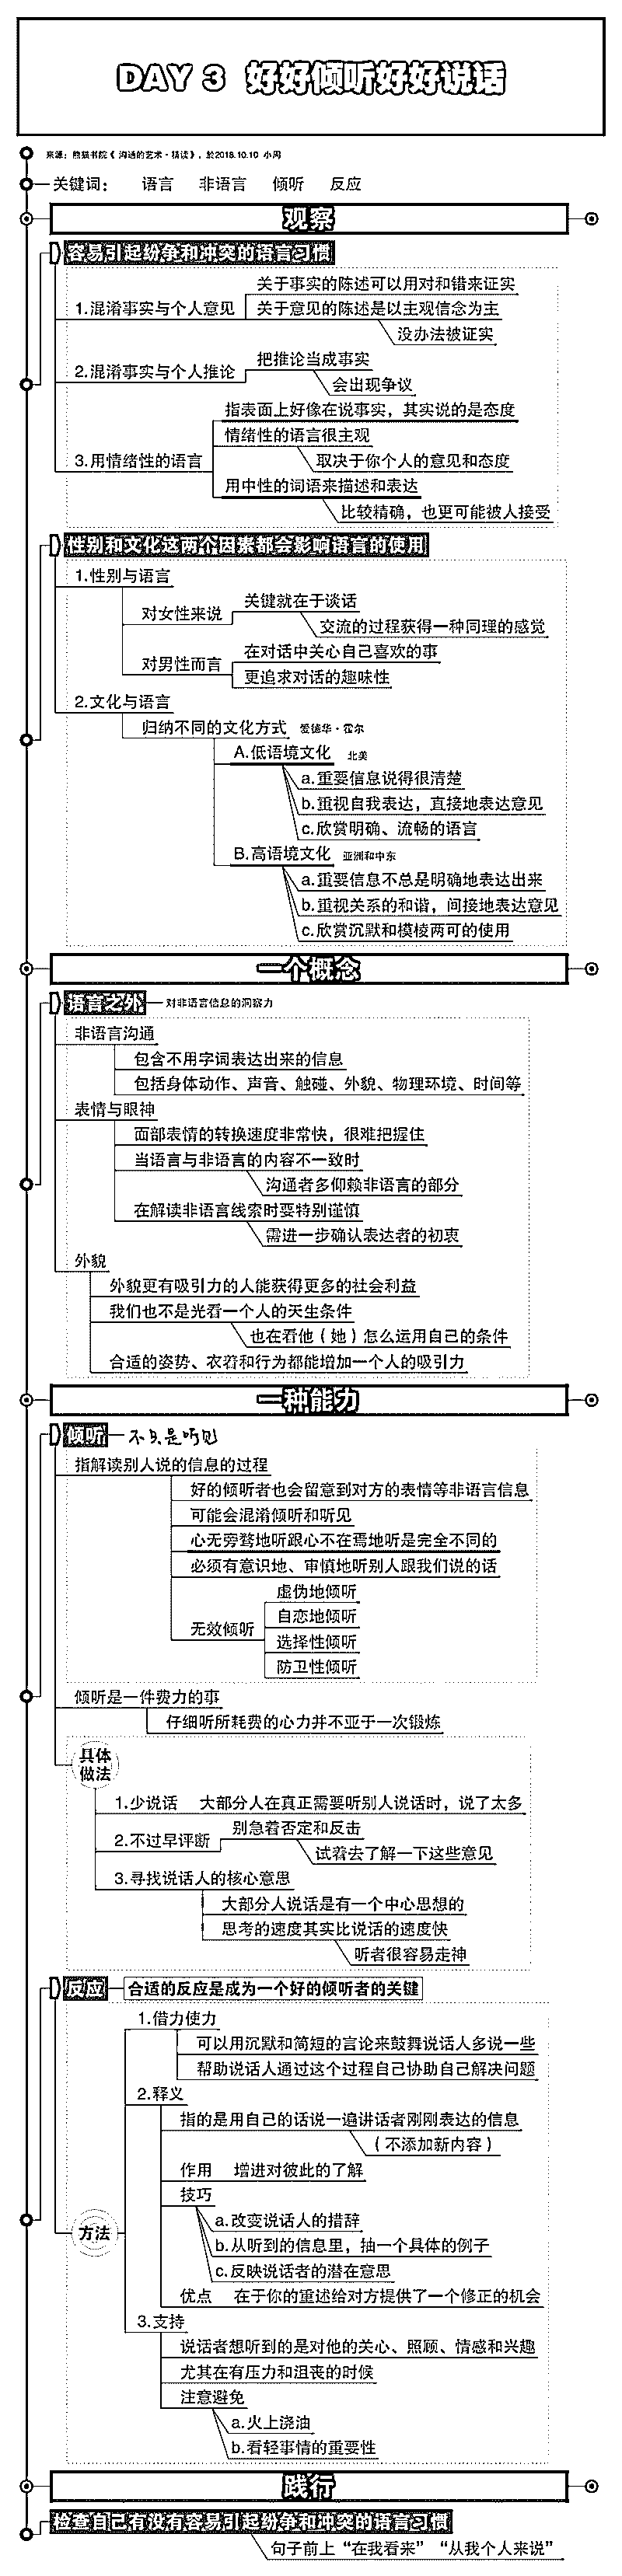 DAY 3 好好倾听好好说话
来源：熊猫书院《沟通的艺术·精读》，於2018.10.10 小周
关键词： 语言 非语言 倾听 反应
观察
容易引起纷争和冲突的语言习惯
1.混淆事实与个人意见
关于事实的陈述可以用对和错来证实
关于意见的陈述是以主观信念为主
没办法被证实
2.混淆事实与个人推论
把推论当成事实
会出现争议
3.用情绪性的语言
指表面上好像在说事实，其实说的是态度
情绪性的语言很主观
取决于你个人的意见和态度
用中性的词语来描述和表达
比较精确，也更可能被人接受
性别和文化这两个因素都会影响语言的使用
1.性别与语言
对女性来说
关键就在于谈话
交流的过程获得一种同理的感觉
对男性而言
在对话中关心自己喜欢的事
更追求对话的趣味性
2.文化与语言
归纳不同的文化方式 爱德华·霍尔
A.低语境文化 北美
a.重要信息说得很清楚
b.重视自我表达，直接地表达意见
c.欣赏明确、流畅的语言
B.高语境文化 亚洲和中东
a.重要信息不总是明确地表达出来
b.重视关系的和谐，间接地表达意见
c.欣赏沉默和模棱两可的使用
一个概念
语言之外 对非语言信息的洞察力
非语言沟通
包含不用字词表达出来的信息
包括身体动作、声音、触碰、外貌、物理环境、时间等
表情与眼神
面部表情的转换速度非常快，很难把握住
当语言与非语言的内容不一致时
沟通者多仰赖非语言的部分
在解读非语言线索时要特别谨慎
需进一步确认表达者的初衷
外貌
外貌更有吸引力的人能获得更多的社会利益
我们也不是光看一个人的天生条件
也在看他（她）怎么运用自己的条件
合适的姿势、衣着和行为都能增加一个人的吸引力
一种能力
倾听 不只是听见
指解读别人说的信息的过程
好的倾听者也会留意到对方的表情等非语言信息
可能会混淆倾听和听见
心无旁骛地听跟心不在焉地听是完全不同的
必须有意识地、审慎地听别人跟我们说的话
无效倾听
虚伪地倾听
自恋地倾听
选择性倾听
防卫性倾听
倾听是一件费力的事
仔细听所耗费的心力并不亚于一次锻炼
具体
做法
1.少说话 大部分人在真正需要听别人说话时，说了太多
2.不过早评断
别急着否定和反击
试着去了解一下这些意见
3.寻找说话人的核心意思
大部分人说话是有一个中心思想的
思考的速度其实比说话的速度快
听者很容易走神
反应 合适的反应是成为一个好的倾听者的关键
方法
1.借力使力
可以用沉默和简短的言论来鼓舞说话人多说一些
帮助说话人通过这个过程自己协助自己解决问题
2.释义
指的是用自己的话说一遍讲话者刚刚表达的信息
（不添加新内容）
作用 增进对彼此的了解
技巧
a.改变说话人的措辞
b.从听到的信息里，抽一个具体的例子
c.反映说话者的潜在意思
优点 在于你的重述给对方提供了一个修正的机会
3.支持
说话者想听到的是对他的关心、照顾、情感和兴趣
尤其在有压力和沮丧的时候
注意避免
a.火上浇油
b.看轻事情的重要性
践行
检查自己有没有容易引起纷争和冲突的语言习惯
句子前上“在我看来”“从我个人来说”